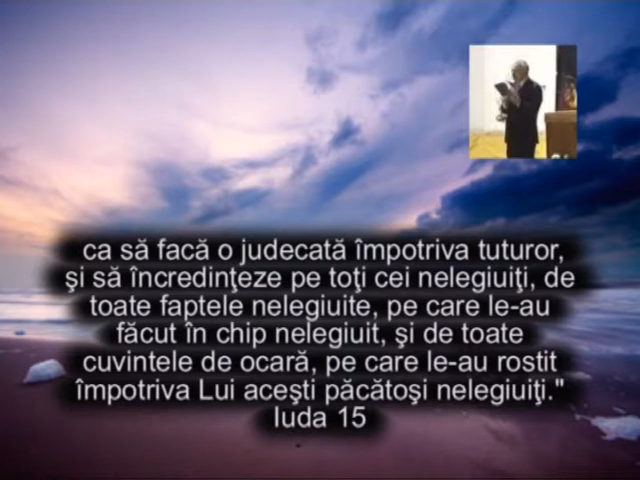 ca să facă o judecată împotriva tuturor,
şi să încredinţeze pe toţi cei nelegiuiţi, de
toate faptele nelegiuite, pe care le-au
făcut în chip nelegiuit, şi de toate
cuvintele de ocară, pe care le-au rostit
împotriva Lui aceşti păcătoşi nelegiuiţi."
Iuda 15